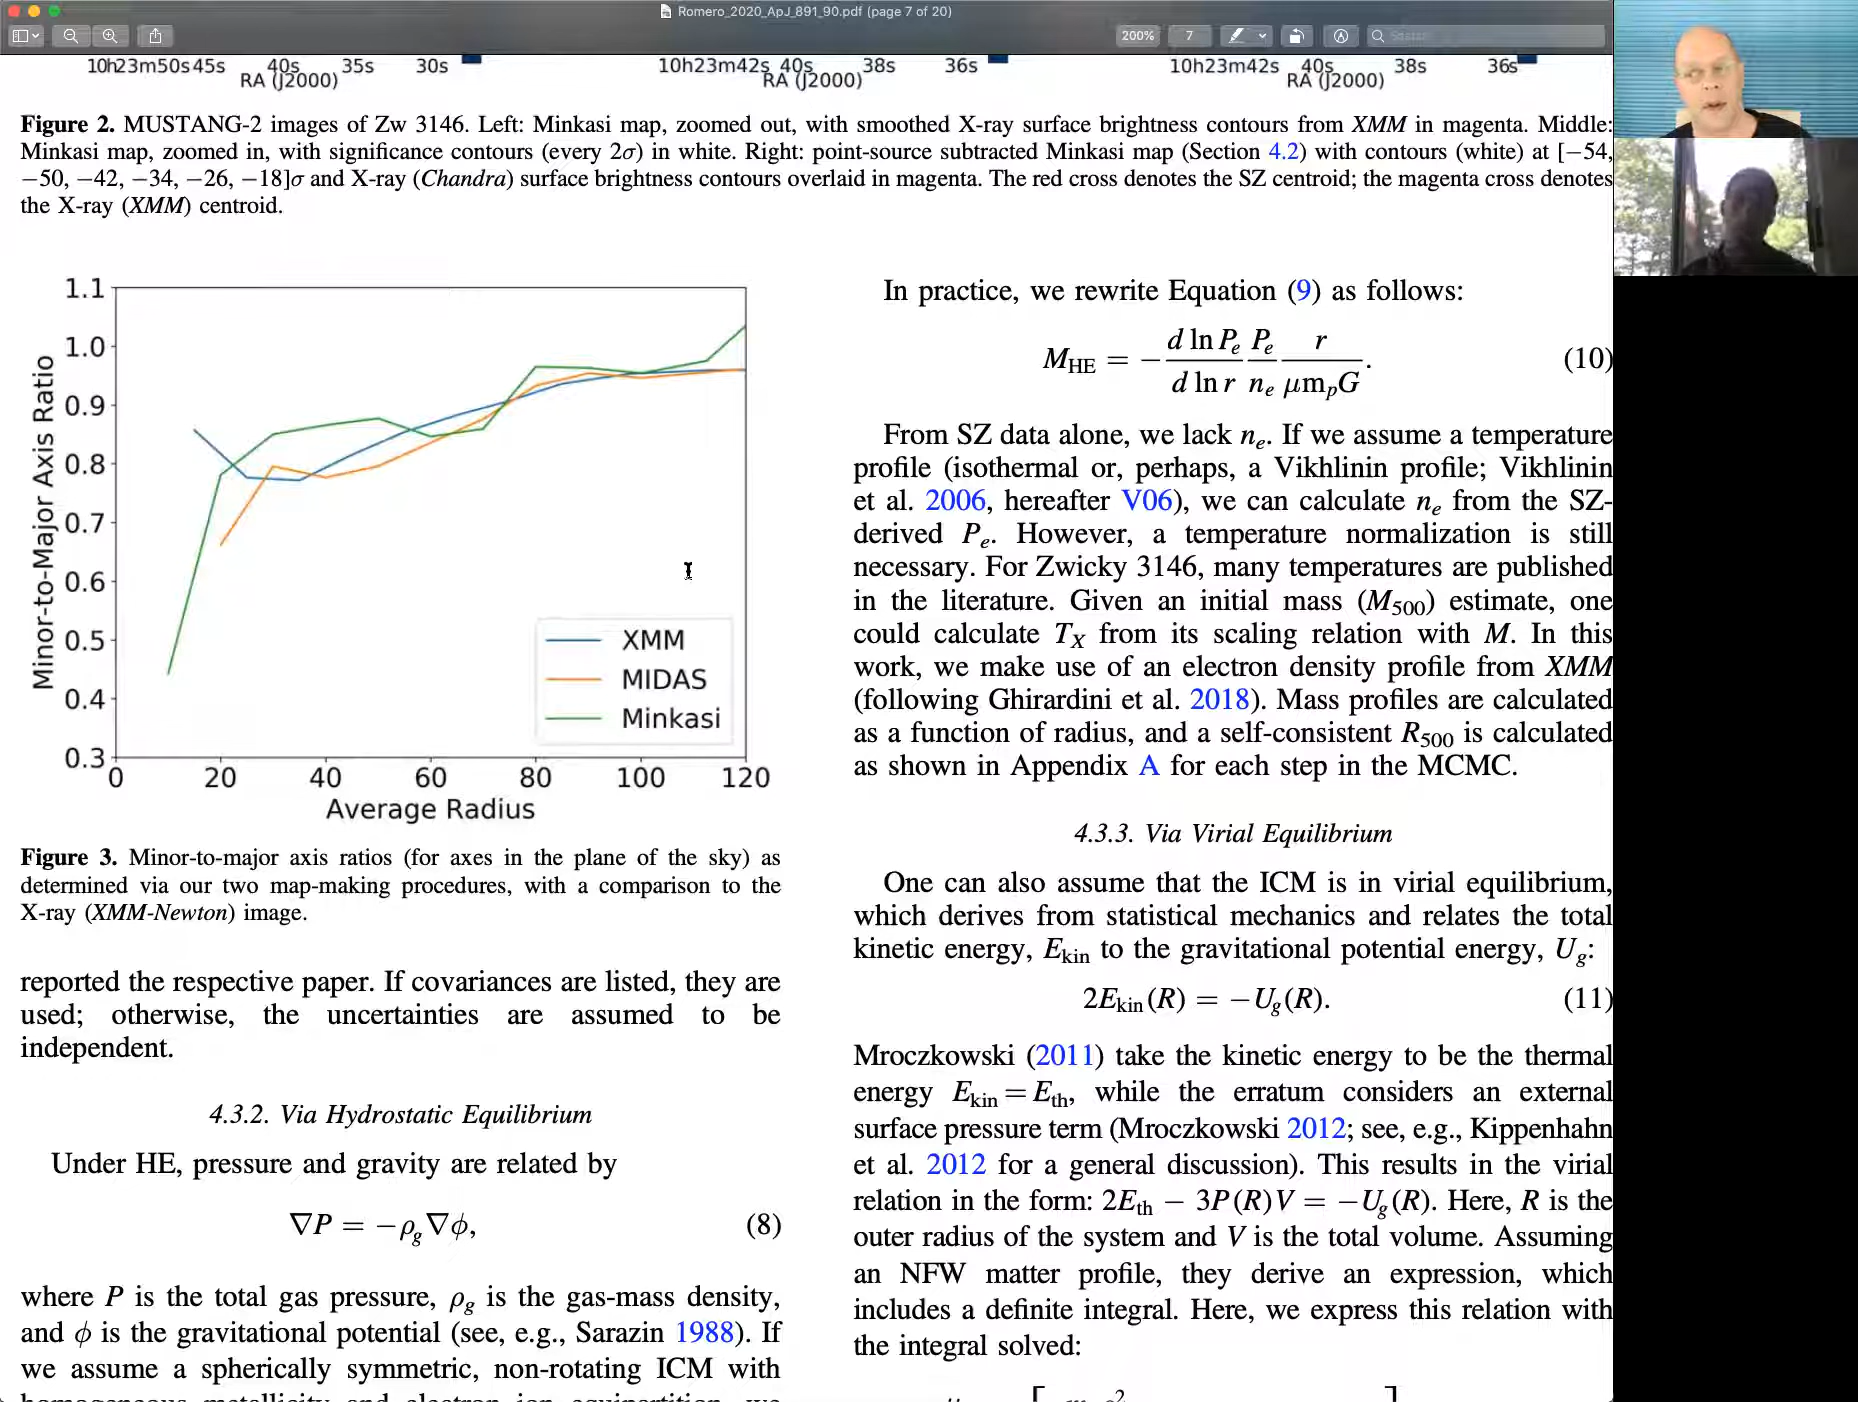 Romero_2020_ApJ_891_90.pdf (page 7 of 20)
200%
7
10h23m50s 45s 40s 35s 30s
RA (J2000)
10h23m42s 40s 38s 36s
RA (J2000)
10h23m42s 40s 38s 36s
RA (J2000)
Figure 2. MUSTANG-2 images of Zw 3146. Left: Minkasi map, zoomed out, with smoothed X-ray surface brightness contours from XMM in magenta. Middle:
Minkasi map, zoomed in, with significance contours (every 2σ) in white. Right: point-source subtracted Minkasi map (Section 4.2) with contours (white) at [−54,
−50, −42, −34, −26, −18]σ and X-ray (Chandra) surface brightness contours overlaid in magenta. The red cross denotes the SZ centroid; the magenta cross denotes
the X-ray (XMM) centroid.
1.1
1.0
0.9
0.8
0.7
0.6
0.5
0.4
0.3
Minor-to-Major Axis Ratio
XMM
MIDAS
Minkasi
0 20 40 60 80 100 120
Average Radius
Figure 3. Minor-to-major axis ratios (for axes in the plane of the sky) as
determined via our two map-making procedures, with a comparison to the
X-ray (XMM-Newton) image.
reported the respective paper. If covariances are listed, they are
used; otherwise, the uncertainties are assumed to be
independent.
4.3.2. Via Hydrostatic Equilibrium
Under HE, pressure and gravity are related by
∇P = −ρg∇ϕ, (8)
where P is the total gas pressure, ρg is the gas-mass density,
and ϕ is the gravitational potential (see, e.g., Sarazin 1988). If
we assume a spherically symmetric, non-rotating ICM with
In practice, we rewrite Equation (9) as follows:
M_HE = −(d ln Pe / d ln r) (Pe / ne) (r / μmpG). (10)
From SZ data alone, we lack ne. If we assume a temperature
profile (isothermal or, perhaps, a Vikhlinin profile; Vikhlinin
et al. 2006, hereafter V06), we can calculate ne from the SZ-
derived Pe. However, a temperature normalization is still
necessary. For Zwicky 3146, many temperatures are published
in the literature. Given an initial mass (M500) estimate, one
could calculate TX from its scaling relation with M. In this
work, we make use of an electron density profile from XMM
(following Ghirardini et al. 2018). Mass profiles are calculated
as a function of radius, and a self-consistent R500 is calculated
as shown in Appendix A for each step in the MCMC.
4.3.3. Via Virial Equilibrium
One can also assume that the ICM is in virial equilibrium,
which derives from statistical mechanics and relates the total
kinetic energy, Ekin to the gravitational potential energy, Ug:
2Ekin(R) = −Ug(R). (11)
Mroczkowski (2011) take the kinetic energy to be the thermal
energy Ekin = Eth, while the erratum considers an external
surface pressure term (Mroczkowski 2012; see, e.g., Kippenhahn
et al. 2012 for a general discussion). This results in the virial
relation in the form: 2Eth − 3P(R)V = −Ug(R). Here, R is the
outer radius of the system and V is the total volume. Assuming
an NFW matter profile, they derive an expression, which
includes a definite integral. Here, we express this relation with
the integral solved: